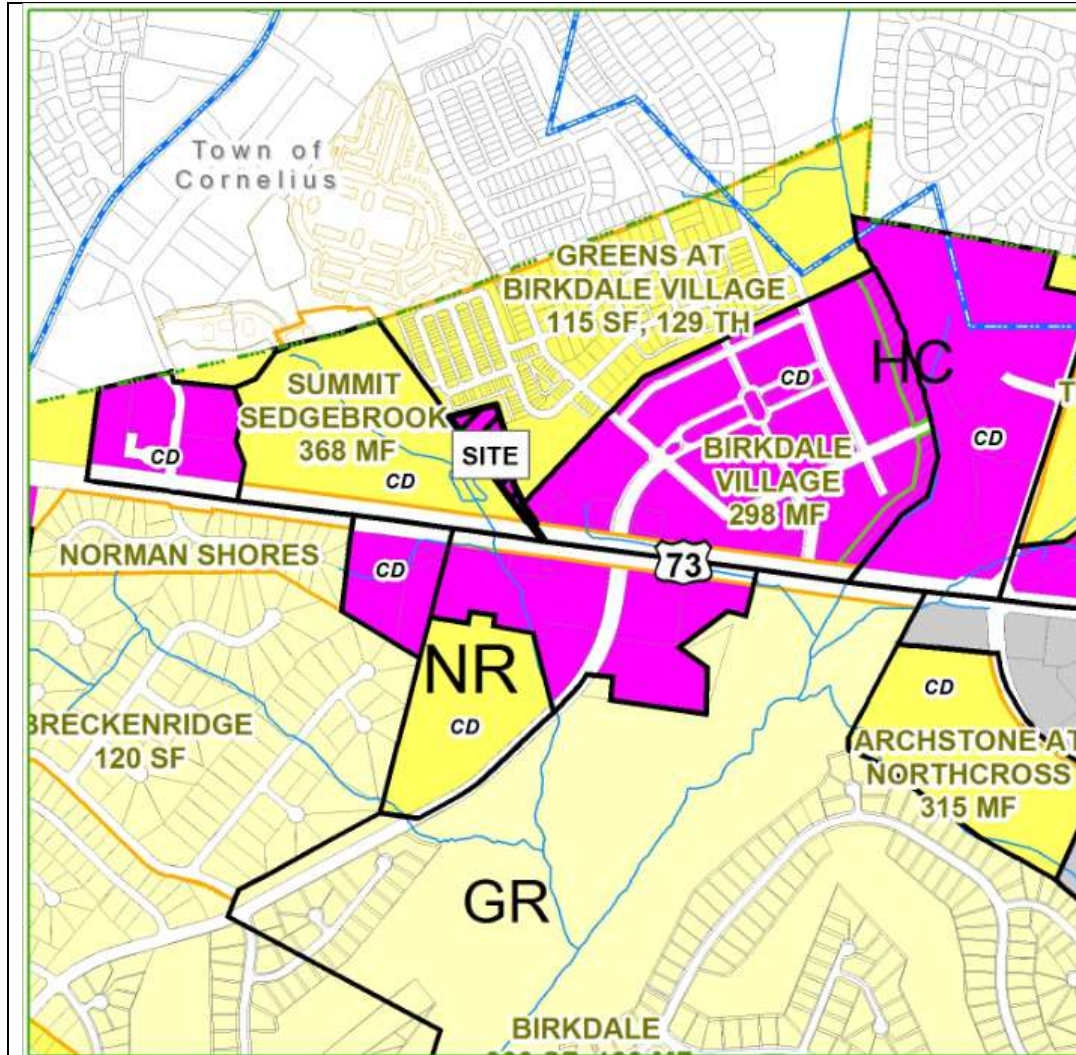 Town of
Cornelius
GREENS AT
BIRKDALE VILLAGE
115 SF, 129 TH
HC
SUMMIT
SEDGEBROOK
368 MF
CD
CD
CD
CD
SITE
BIRKDALE
VILLAGE
298 MF
T
NORMAN SHORES
CD
73
NR
CD
CD
BRECKENRIDGE
120 SF
ARCHSTONE AT
NORTHCROSS
315 MF
GR
BIRKDALE